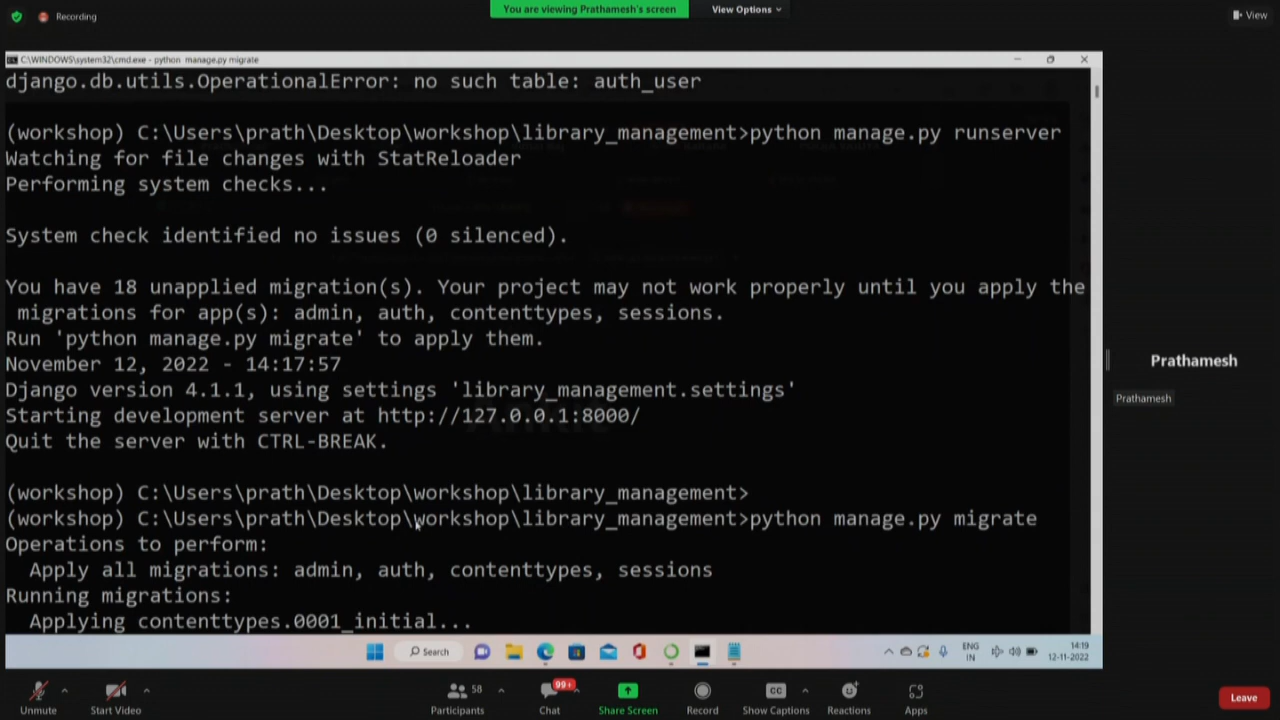 You are viewing Prathamesh's screen
View Options
Recording
View
C:\WINDOWS\system32\cmd.exe - python manage.py migrate
django.db.utils.OperationalError: no such table: auth_user
(workshop) C:\Users\prath\Desktop\workshop\library_management>python manage.py runserver
Watching for file changes with StatReloader
Performing system checks...
System check identified no issues (0 silenced).
You have 18 unapplied migration(s). Your project may not work properly until you apply the
migrations for app(s): admin, auth, contenttypes, sessions.
Run 'python manage.py migrate' to apply them.
November 12, 2022 - 14:17:57
Django version 4.1.1, using settings 'library_management.settings'
Starting development server at http://127.0.0.1:8000/
Quit the server with CTRL-BREAK.
(workshop) C:\Users\prath\Desktop\workshop\library_management>
(workshop) C:\Users\prath\Desktop\workshop\library_management>python manage.py migrate
Operations to perform:
Apply all migrations: admin, auth, contenttypes, sessions
Running migrations:
Applying contenttypes.0001_initial...
Prathamesh
Prathamesh
Search
ENG
IN
14:19
12-11-2022
58
99+
CC
Unmute
Start Video
Participants
Chat
Share Screen
Record
Show Captions
Reactions
Apps
Leave